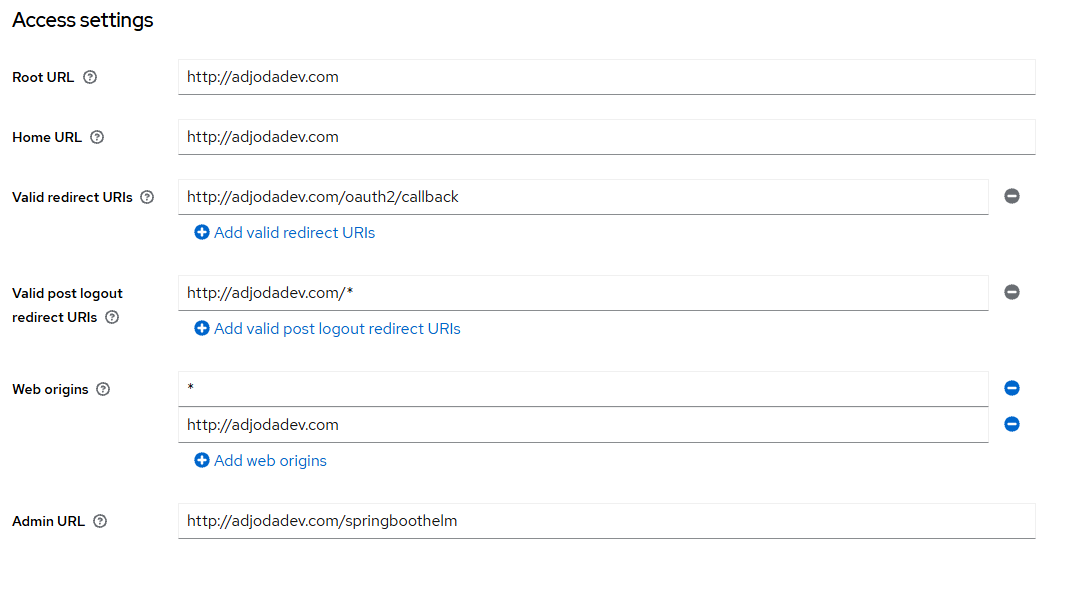 Access settings
Root URL
http://adjodadev.com
Home URL
http://adjodadev.com
Valid redirect URIs
http://adjodadev.com/oauth2/callback
Add valid redirect URIs
Valid post logout
redirect URIs
http://adjodadev.com/*
Add valid post logout redirect URIs
Web origins
*
http://adjodadev.com
Add web origins
Admin URL
http://adjodadev.com/springboothelm